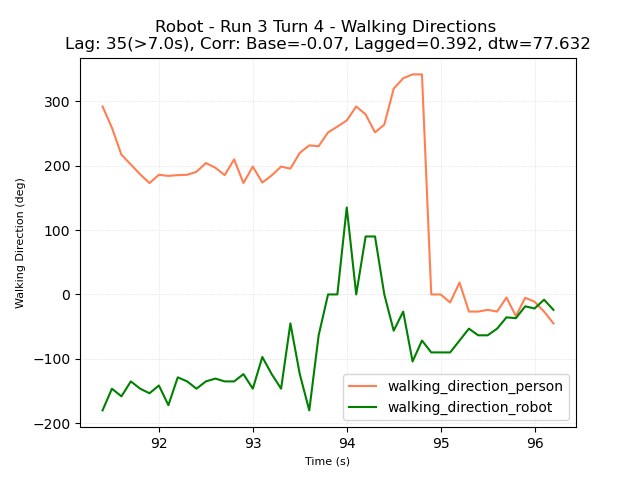 Robot - Run 3 Turn 4 - Walking Directions
Lag: 35(>7.0s), Corr: Base=-0.07, Lagged=0.392, dtw=77.632
Walking Direction (deg)
300
200
100
0
−100
−200
walking_direction_person
walking_direction_robot
92
93
94
95
96
Time (s)